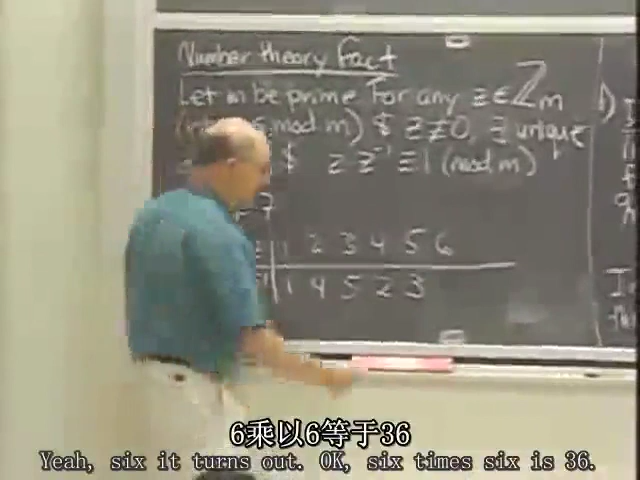 Number theory fact
Let m be prime For any z ∈ ℤm
mod m) $ z≢0, ∃ unique
$ z z⁻¹ ≡ 1 (mod m)
7
1 2 3 4 5 6
1 4 5 2 3
6乘以6等于36
Yeah, six it turns out. OK, six times six is 36.